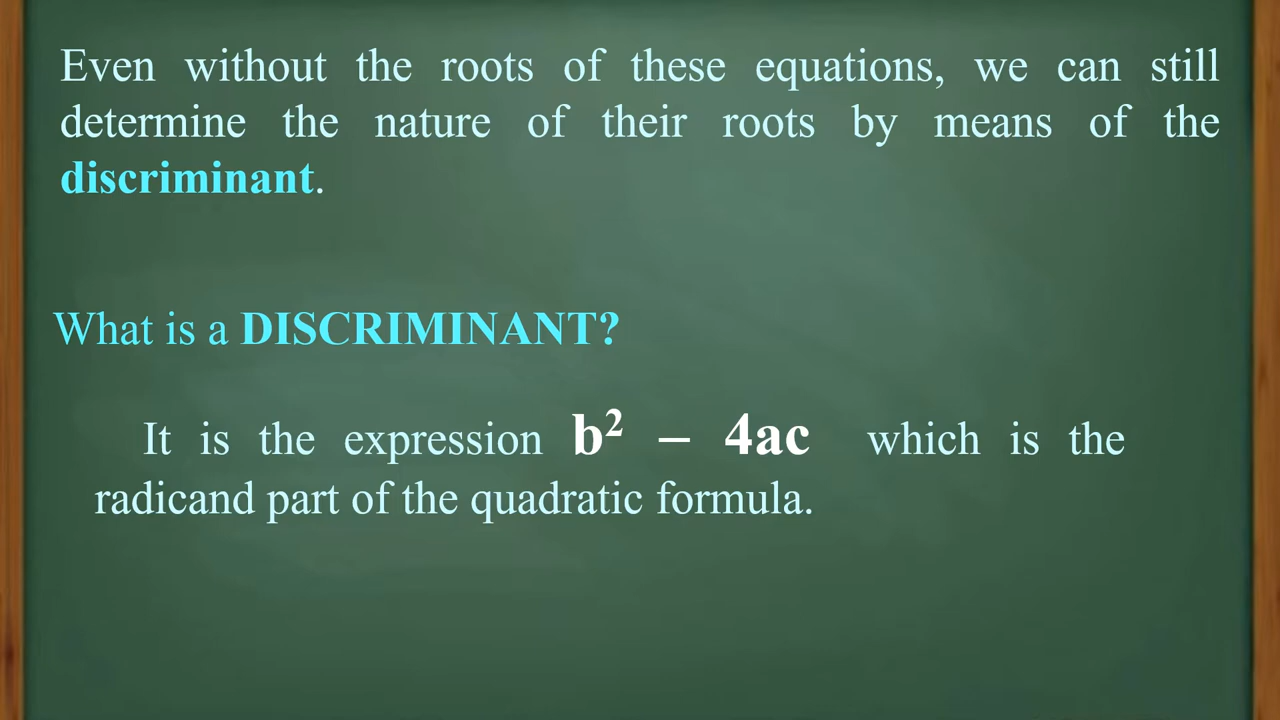 Even without the roots of these equations, we can still
determine the nature of their roots by means of the
discriminant.
What is a DISCRIMINANT?
It is the expression b² – 4ac which is the
radicand part of the quadratic formula.